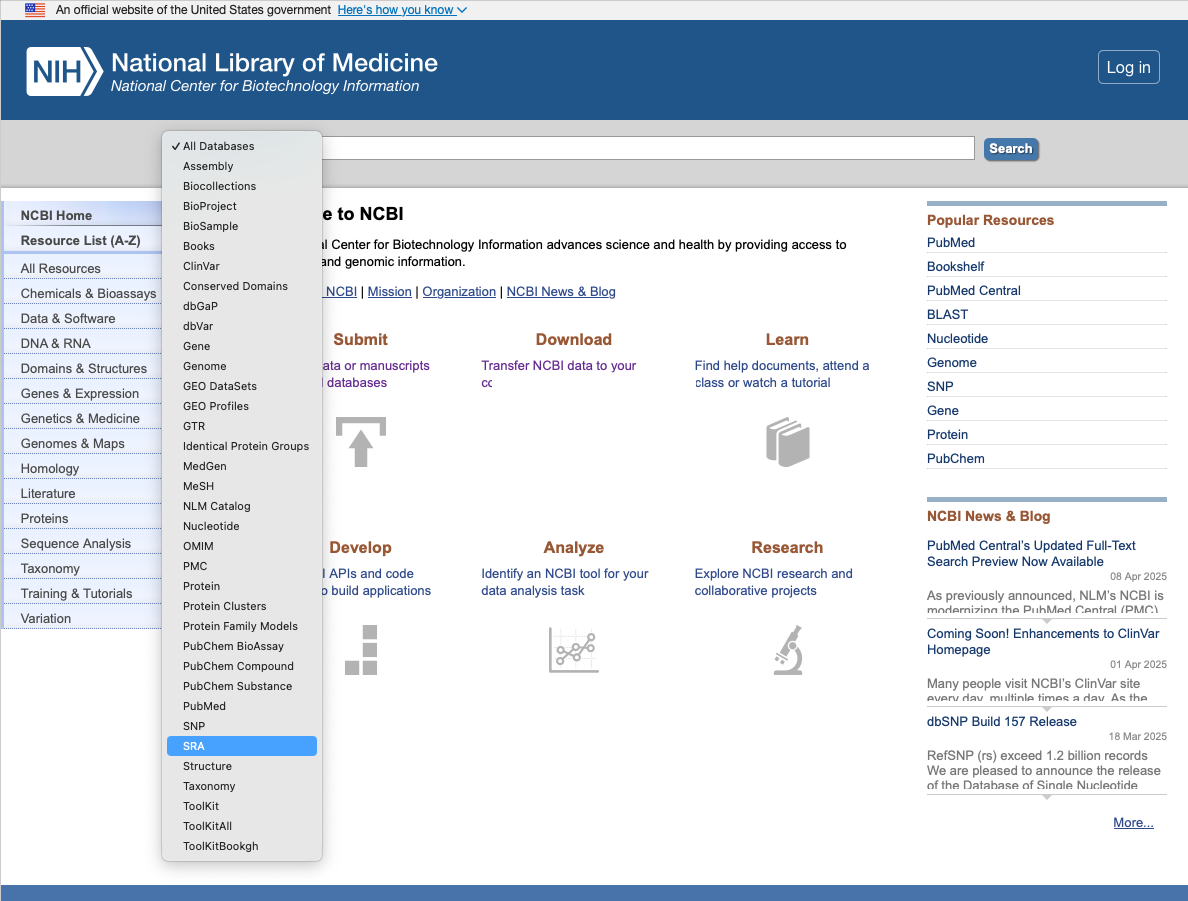 An official website of the United States government Here's how you know
NIH National Library of Medicine
National Center for Biotechnology Information
Log in
Search
✓ All Databases
Assembly
Biocollections
BioProject
BioSample
Books
ClinVar
Conserved Domains
dbGaP
dbVar
Gene
Genome
GEO DataSets
GEO Profiles
GTR
Identical Protein Groups
MedGen
MeSH
NLM Catalog
Nucleotide
OMIM
PMC
Protein
Protein Clusters
Protein Family Models
PubChem BioAssay
PubChem Compound
PubChem Substance
PubMed
SNP
SRA
Structure
Taxonomy
ToolKit
ToolKitAll
ToolKitBookgh
NCBI Home
Resource List (A-Z)
All Resources
Chemicals & Bioassays
Data & Software
DNA & RNA
Domains & Structures
Genes & Expression
Genetics & Medicine
Genomes & Maps
Homology
Literature
Proteins
Sequence Analysis
Taxonomy
Training & Tutorials
Variation
e to NCBI
al Center for Biotechnology Information advances science and health by providing access to
and genomic information.
NCBI | Mission | Organization | NCBI News & Blog
Submit
ata or manuscripts
databases
Download
Transfer NCBI data to your
Learn
Find help documents, attend a
class or watch a tutorial
Develop
APIs and code
o build applications
Analyze
Identify an NCBI tool for your
data analysis task
Research
Explore NCBI research and
collaborative projects
Popular Resources
PubMed
Bookshelf
PubMed Central
BLAST
Nucleotide
Genome
SNP
Gene
Protein
PubChem
NCBI News & Blog
PubMed Central's Updated Full-Text
Search Preview Now Available
08 Apr 2025
As previously announced, NLM's NCBI is
modernizing the PubMed Central (PMC)
Coming Soon! Enhancements to ClinVar
Homepage
01 Apr 2025
Many people visit NCBI's ClinVar site
every day, multiple times a day. As the
dbSNP Build 157 Release
18 Mar 2025
RefSNP (rs) exceed 1.2 billion records
We are pleased to announce the release
of the Database of Single Nucleotide
More...